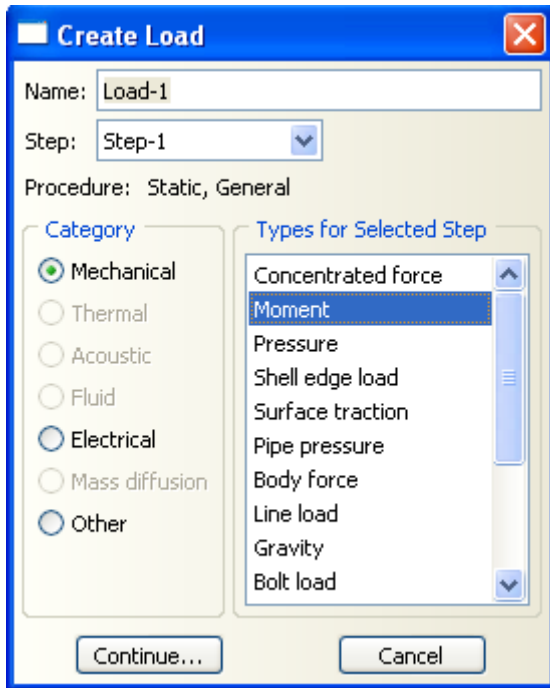 Create Load
Name: Load-1
Step: Step-1
Procedure: Static, General
Category
Mechanical
Thermal
Acoustic
Fluid
Electrical
Mass diffusion
Other
Types for Selected Step
Concentrated force
Moment
Pressure
Shell edge load
Surface traction
Pipe pressure
Body force
Line load
Gravity
Bolt load
Continue...
Cancel